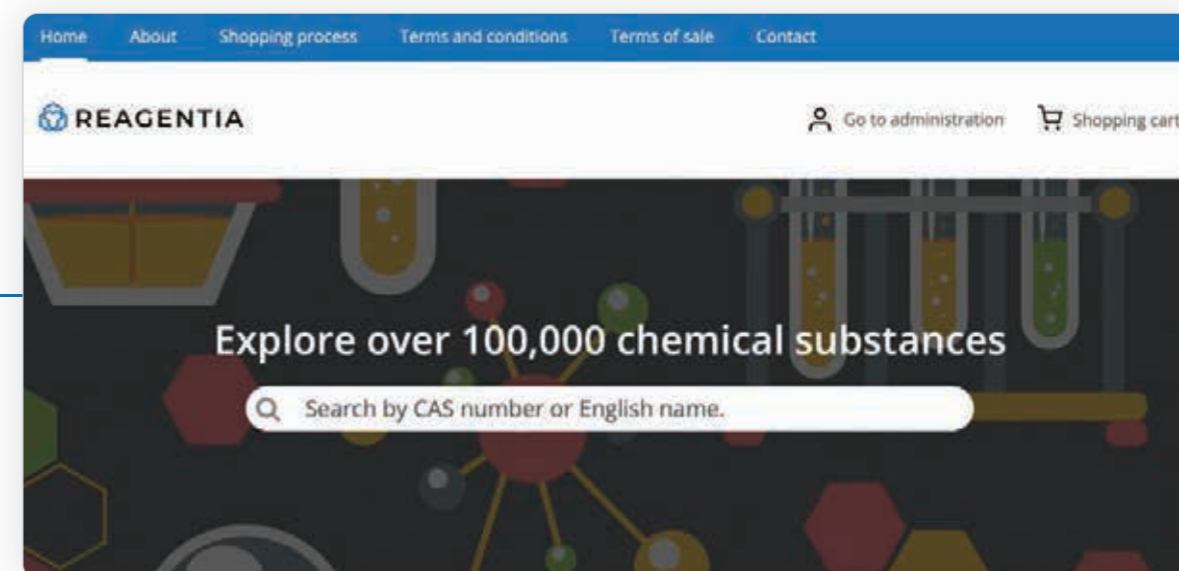 Home About Shopping process Terms and conditions Terms of sale Contact
REAGENTIA Go to administration Shopping cart
Explore over 100,000 chemical substances
Search by CAS number or English name.